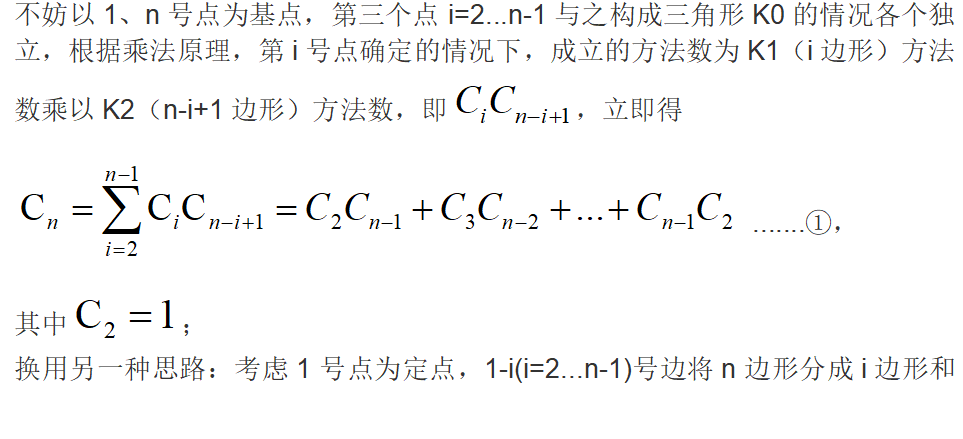 不妨以 1、n 号点为基点，第三个点 i=2...n-1 与之构成三角形 K0 的情况各个独
立，根据乘法原理，第 i 号点确定的情况下，成立的方法数为 K1（i 边形）方法
数乘以 K2（n-i+1 边形）方法数，即 $C_iC_{n-i+1}$，立即得
$C_n = \sum_{i=2}^{n-1} C_iC_{n-i+1} = C_2C_{n-1} + C_3C_{n-2} + ... + C_{n-1}C_2$ .......①，
其中 $C_2 = 1$；
换用另一种思路：考虑 1 号点为定点，1-i(i=2...n-1)号边将 n 边形分成 i 边形和